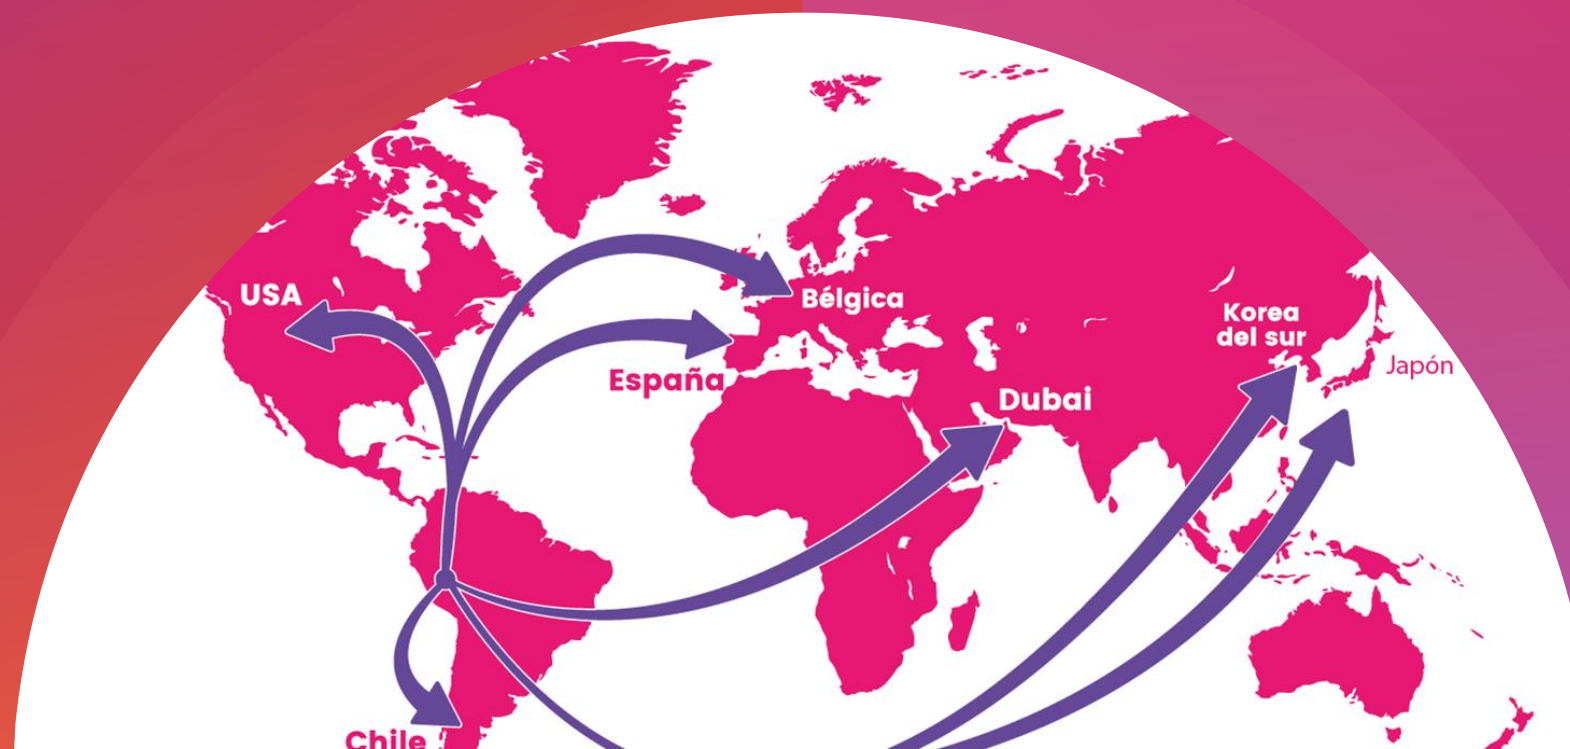 USA
Bélgica
Korea
del sur
Japón
España
Dubai
Chile